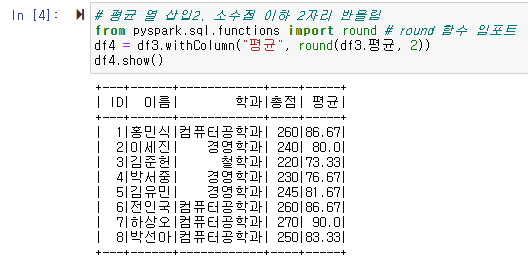 In [4]:
# 평균 열 삽입2. 소수점 이하 2자리 반올림
from pyspark.sql.functions import round # round 함수 임포트
df4 = df3.withColumn("평균", round(df3.평균, 2))
df4.show()
+---+------+------------+----+-----+
| ID|  이름|        학과|총점| 평균|
+---+------+------------+----+-----+
|  1|홍민식|컴퓨터공학과| 260|86.67|
|  2|이세진|    경영학과| 240| 80.0|
|  3|김준헌|      철학과| 220|73.33|
|  4|박서중|    경영학과| 230|76.67|
|  5|김유민|    경영학과| 245|81.67|
|  6|전인국|컴퓨터공학과| 260|86.67|
|  7|하상오|컴퓨터공학과| 270| 90.0|
|  8|박선아|컴퓨터공학과| 250|83.33|
+---+------+------------+----+-----+